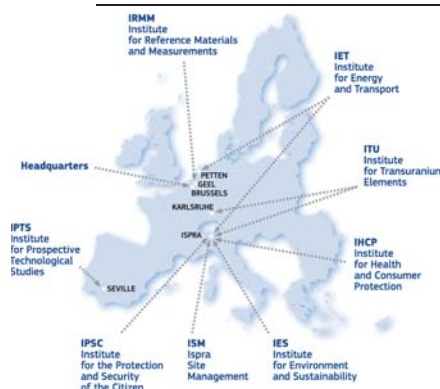 IRMM
Institute
for Reference Materials
and Measurements
IET
Institute
for Energy
and Transport
Headquarters
PETTEN
GEEL
BRUSSELS
KARLSRUHE
ITU
Institute
for Transuranium
Elements
IPTS
Institute
for Prospective
Technological
Studies
ISPRA
IHCP
Institute
for Health
and Consumer
Protection
SEVILLE
IPSC
Institute
for the Protection
and Security
of the Citizen
ISM
Ispra
Site
Management
IES
Institute
for Environment
and Sustainability